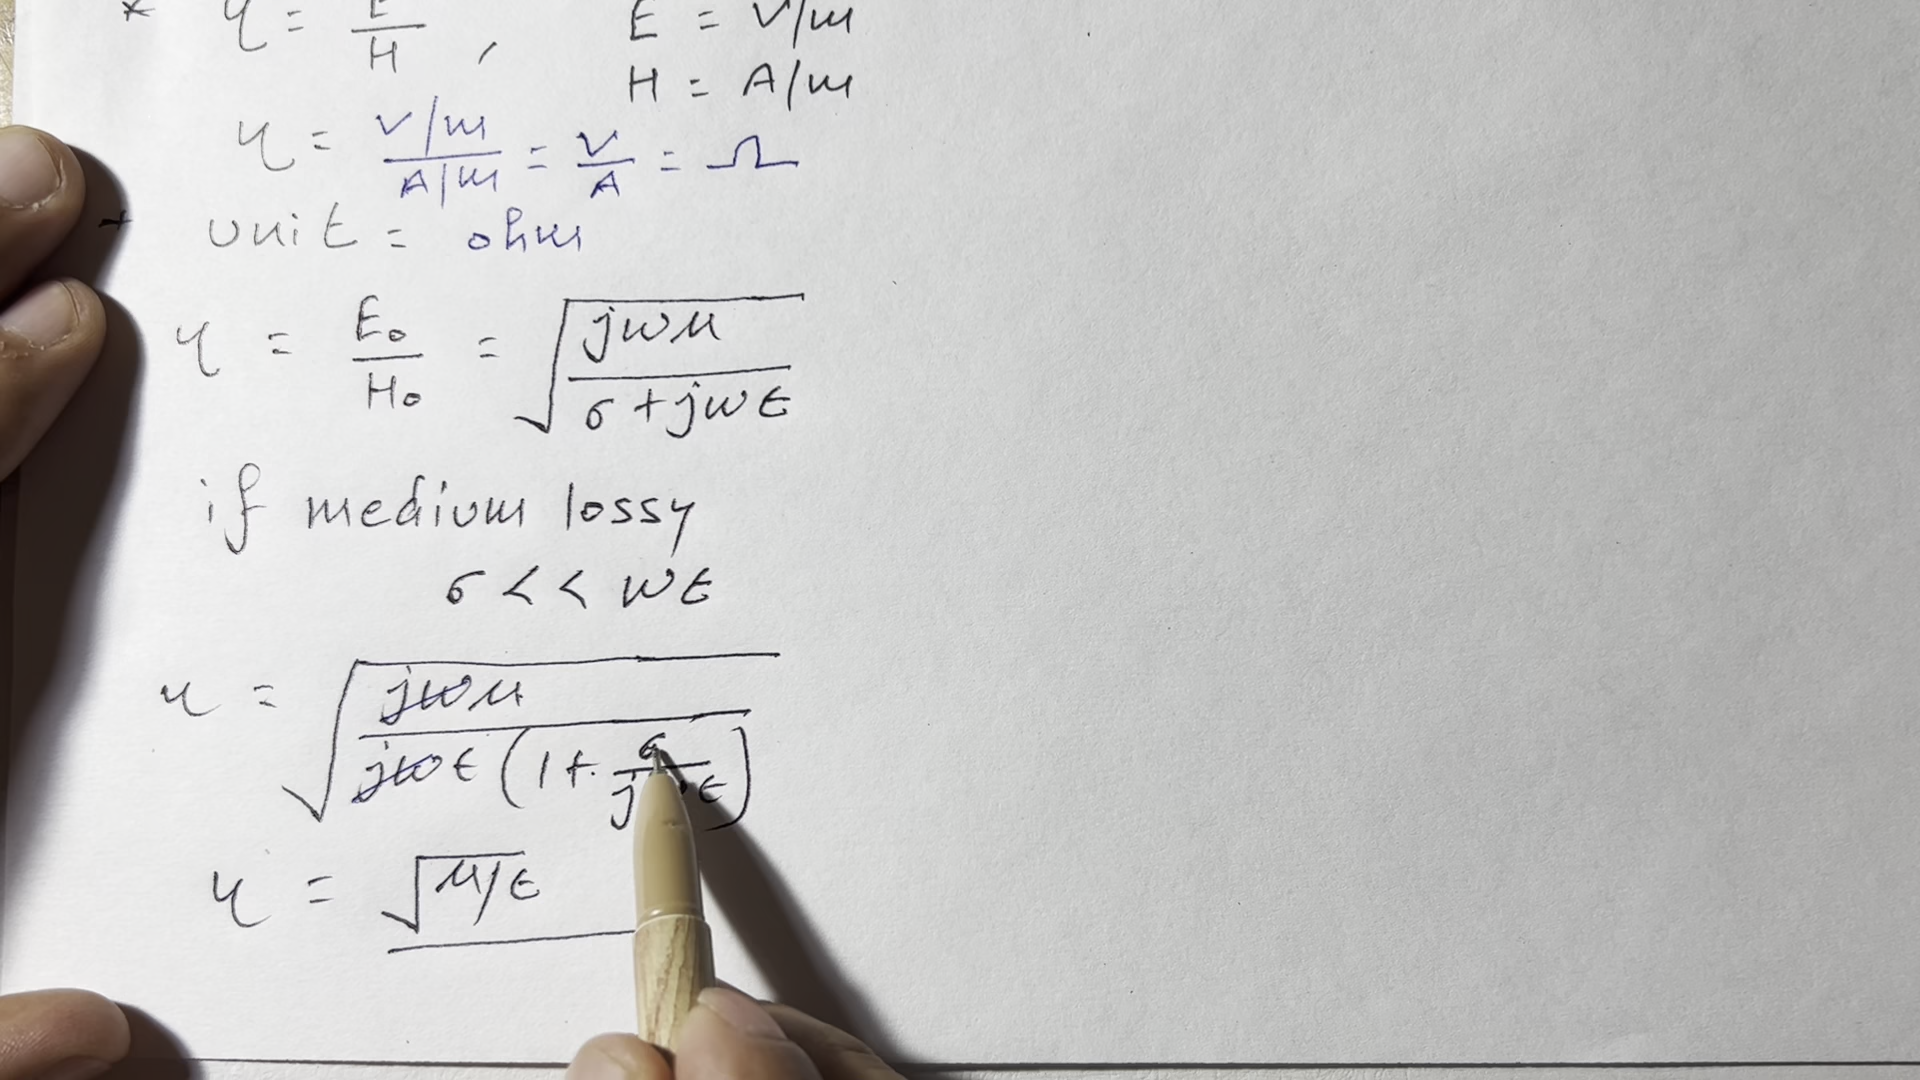 * η = E/H , E = V/m
H = A/m
η = V/m / A/m = V/A = Ω
* unit = ohm
η = E₀/H₀ = √(jωμ / σ + jωε)
if medium lossy
σ < < ωε
η = √(jωμ / jωε (1 + σ/jωε))
η = √μ/ε